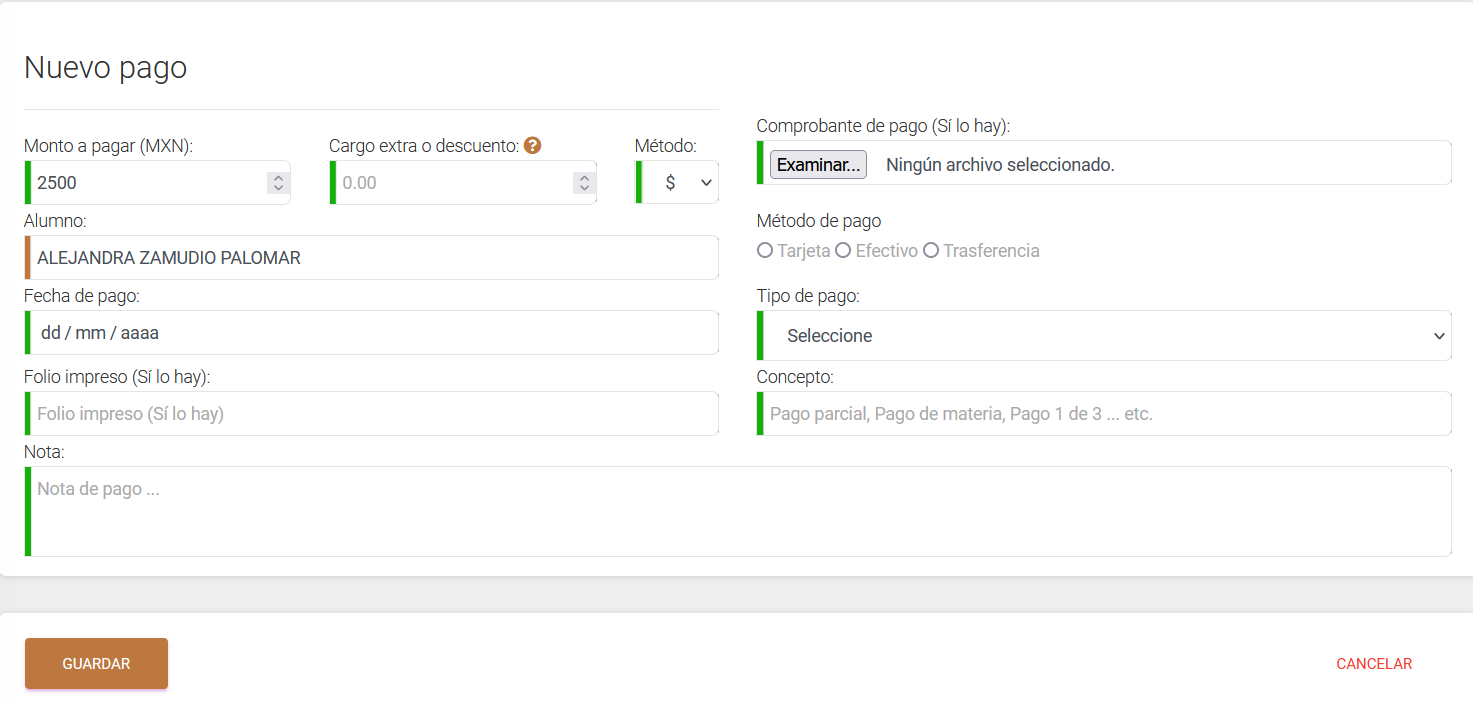 Nuevo pago
Monto a pagar (MXN):
2500
Cargo extra o descuento: ?
0.00
Método:
$
Comprobante de pago (Sí lo hay):
Examinar... Ningún archivo seleccionado.
Alumno:
ALEJANDRA ZAMUDIO PALOMAR
Método de pago
Tarjeta Efectivo Trasferencia
Fecha de pago:
dd / mm / aaaa
Tipo de pago:
Seleccione
Folio impreso (Sí lo hay):
Folio impreso (Sí lo hay)
Concepto:
Pago parcial, Pago de materia, Pago 1 de 3 ... etc.
Nota:
Nota de pago ...
GUARDAR
CANCELAR